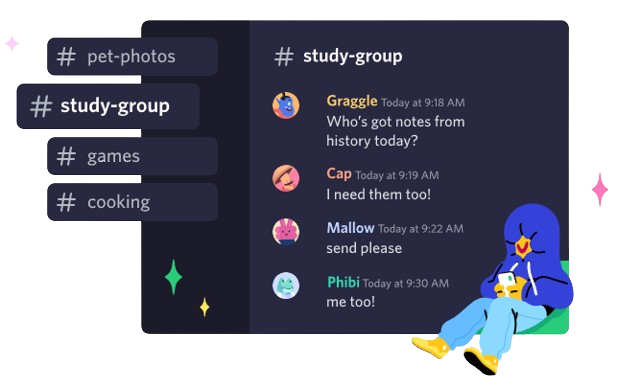 # pet-photos
# study-group
# games
# cooking
# study-group
Graggle Today at 9:18 AM
Who's got notes from
history today?
Cap Today at 9:19 AM
I need them too!
Mallow Today at 9:22 AM
send please
Phibi Today at 9:30 AM
me too!